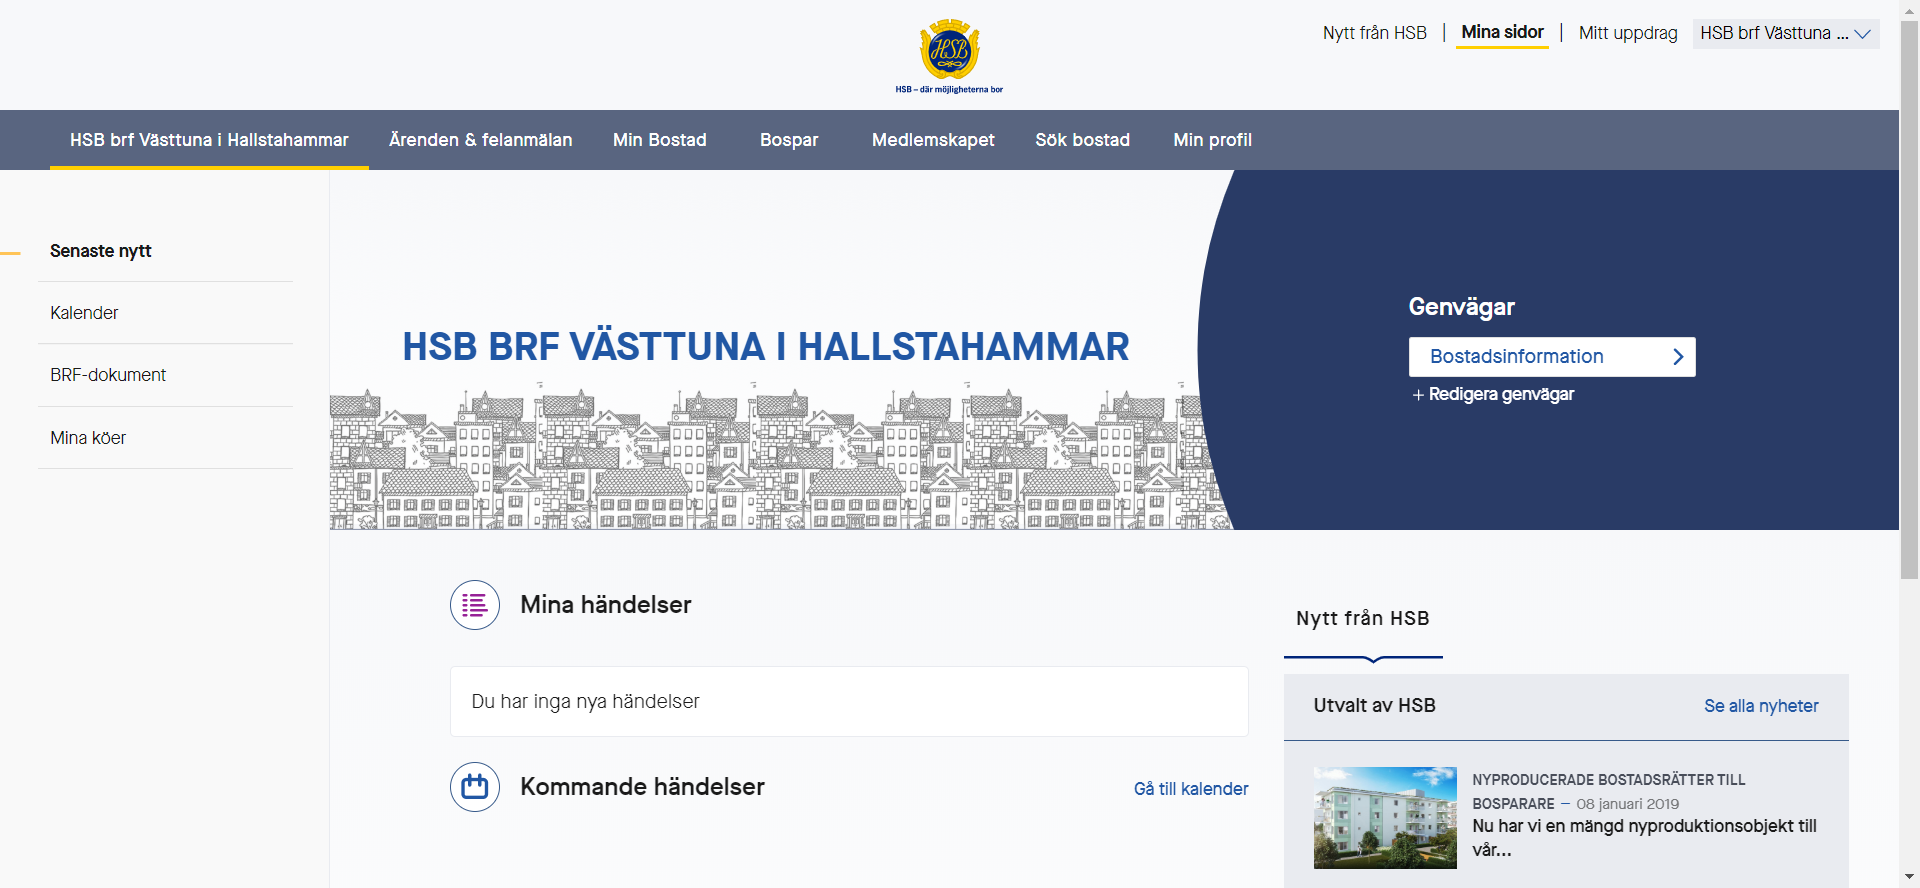 HSB
HSB – där möjligheterna bor
Nytt från HSB | Mina sidor | Mitt uppdrag HSB brf Västtuna ...
HSB brf Västtuna i Hallstahammar Ärenden & felanmälan Min Bostad Bospar Medlemskapet Sök bostad Min profil
Senaste nytt
Kalender
BRF-dokument
Mina köer
HSB BRF VÄSTTUNA I HALLSTAHAMMAR
Genvägar
Bostadsinformation
+ Redigera genvägar
Mina händelser
Du har inga nya händelser
Kommande händelser
Gå till kalender
Nytt från HSB
Utvalt av HSB
Se alla nyheter
NYPRODUCERADE BOSTADSRÄTTER TILL
BOSPARARE – 08 januari 2019
Nu har vi en mängd nyproduktionsobjekt till
vår...